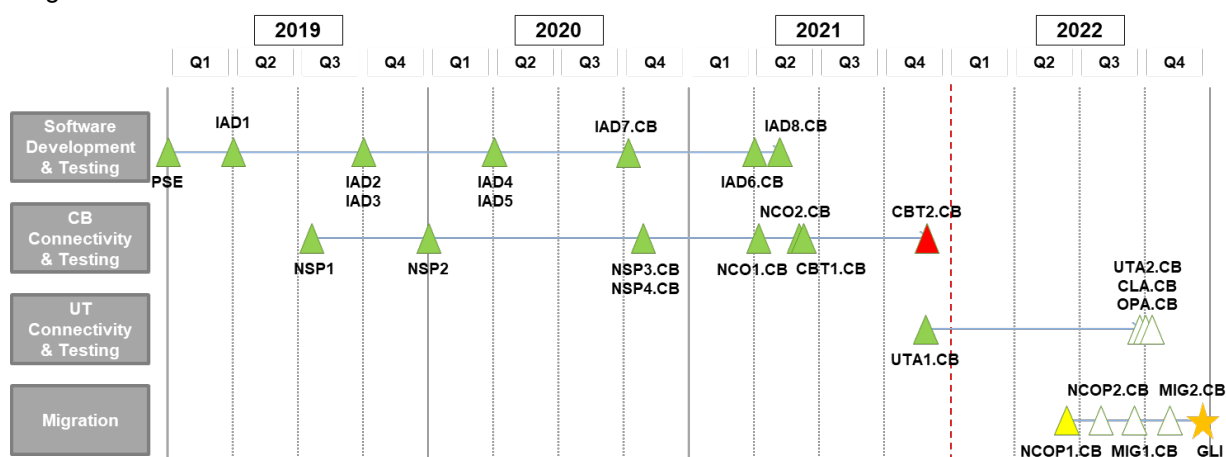 2019
2020
2021
2022
Q1 Q2 Q3 Q4 Q1 Q2 Q3 Q4 Q1 Q2 Q3 Q4 Q1 Q2 Q3 Q4
Software
Development
& Testing
IAD1
IAD7.CB
IAD8.CB
PSE
IAD2
IAD3
IAD4
IAD5
IAD6.CB
CB
Connectivity
& Testing
NCO2.CB
CBT2.CB
NSP1
NSP2
NSP3.CB
NSP4.CB
NCO1.CB
CBT1.CB
UT
Connectivity
& Testing
UTA2.CB
CLA.CB
OPA.CB
UTA1.CB
Migration
NCOP2.CB
MIG2.CB
NCOP1.CB
MIG1.CB
GLI